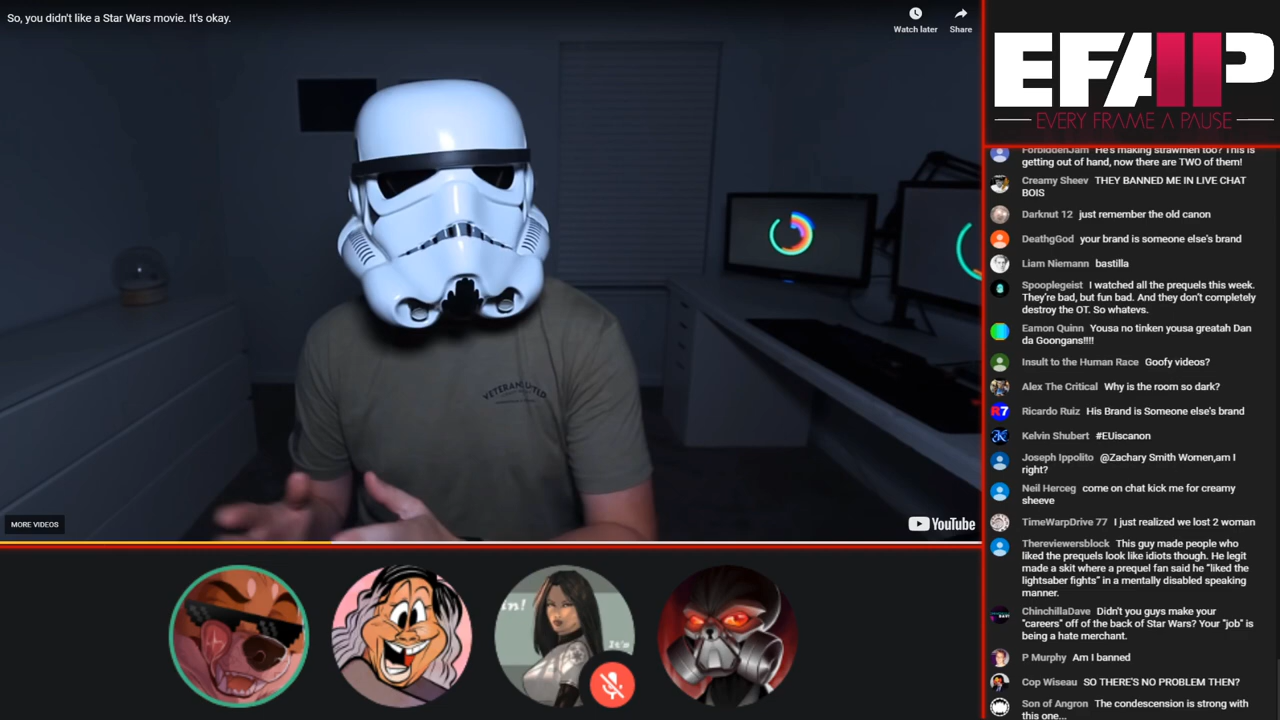 So, you didn't like a Star Wars movie. It's okay.
Watch later
Share
VETERAN
MORE VIDEOS
YouTube
in!
It's
EFAP
EVERY FRAME A PAUSE
ForbiddenJam He's making strawmen too? This is
getting out of hand, now there are TWO of them!
Creamy Sheev THEY BANNED ME IN LIVE CHAT
BOIS
Darknut 12 just remember the old canon
DeathgGod your brand is someone else's brand
Liam Niemann bastilla
Spooplegeist I watched all the prequels this week.
They're bad, but fun bad. And they don't completely
destroy the OT. So whatevs.
Eamon Quinn Yousa no tinken yousa greatah Dan
da Goongans!!!!
Insult to the Human Race Goofy videos?
Alex The Critical Why is the room so dark?
R7
Ricardo Ruiz His Brand is Someone else's brand
Kelvin Shubert #EUiscanon
Joseph Ippolito @Zachary Smith Women,am I
right?
Neil Herceg come on chat kick me for creamy
sheeve
TimeWarpDrive 77 I just realized we lost 2 woman
Thereviewersblock This guy made people who
liked the prequels look like idiots though. He legit
made a skit where a prequel fan said he "liked the
lightsaber fights" in a mentally disabled speaking
manner.
ChinchillaDave Didn't you guys make your
"careers" off of the back of Star Wars? Your "job" is
being a hate merchant.
P Murphy Am I banned
Cop Wiseau SO THERE'S NO PROBLEM THEN?
Son of Angron The condescension is strong with
this one...